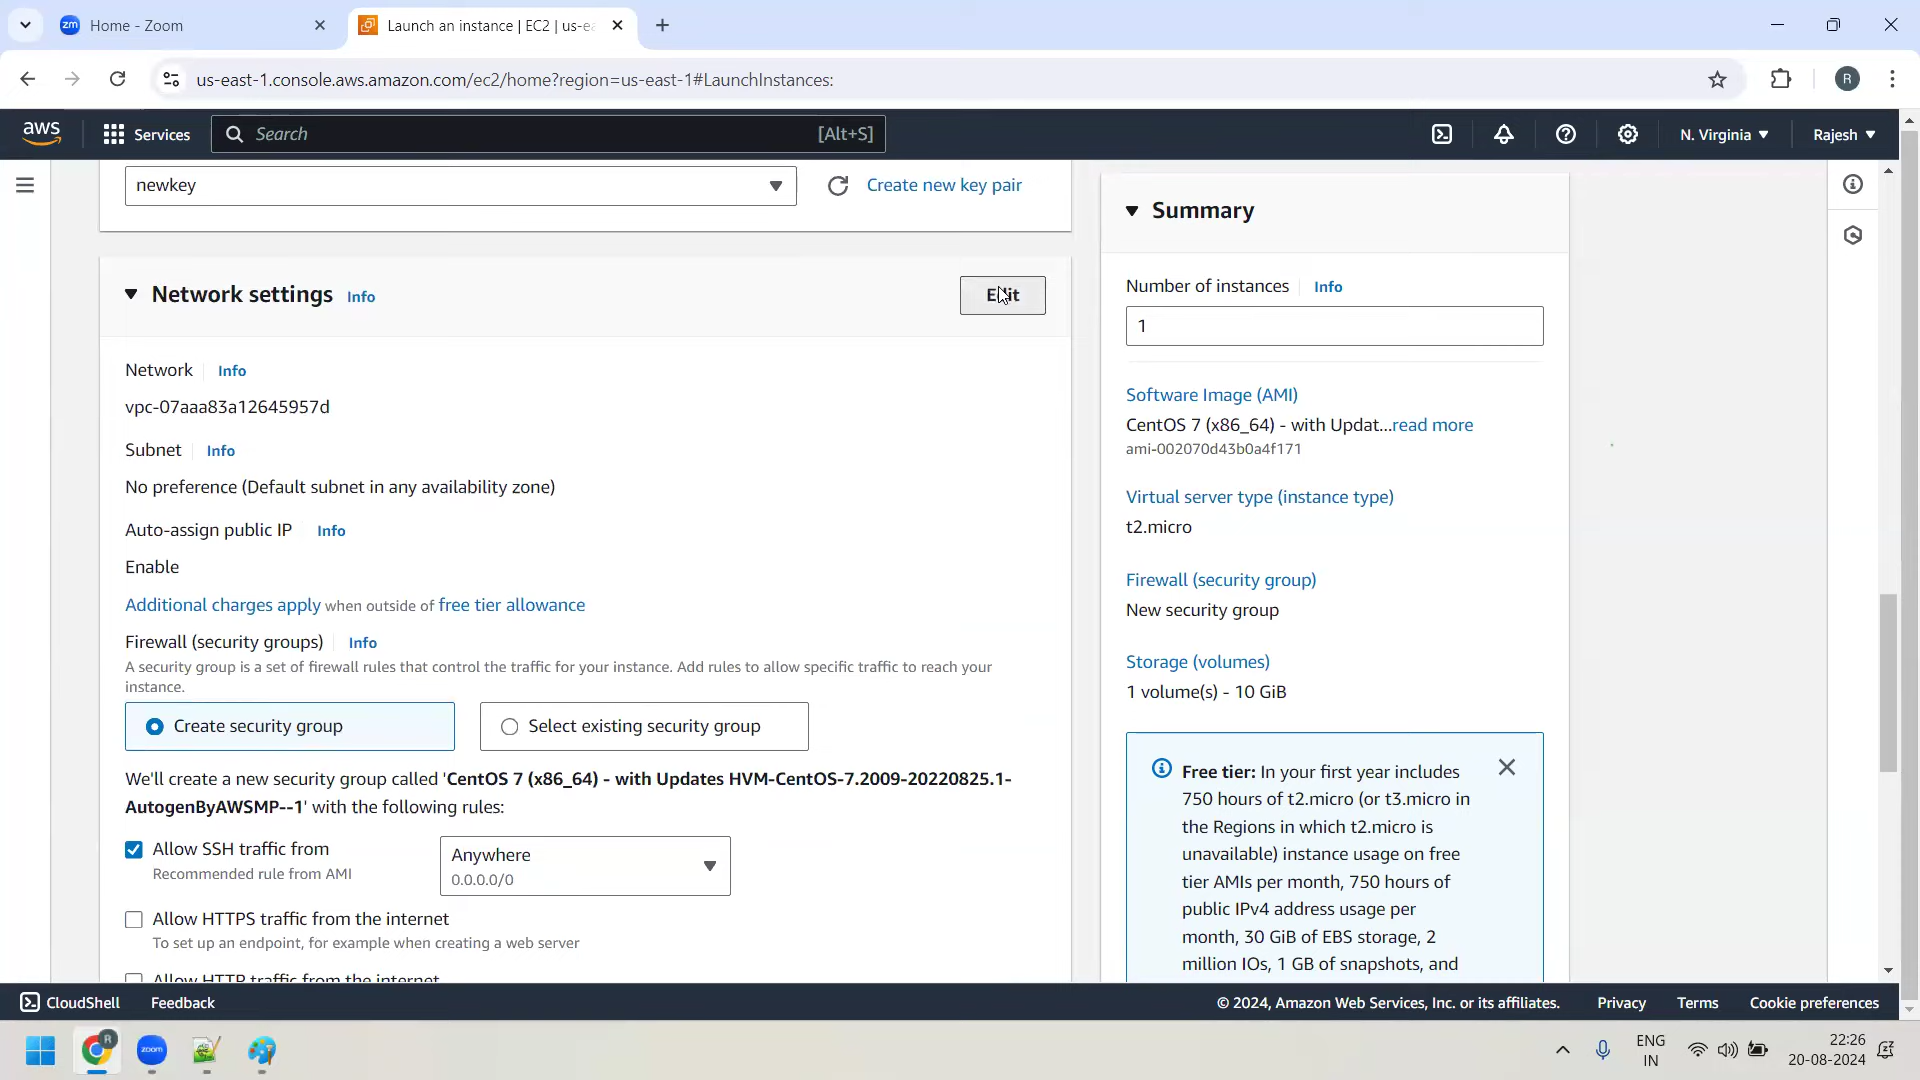 zm Home - Zoom
Launch an instance | EC2 | us-ea
us-east-1.console.aws.amazon.com/ec2/home?region=us-east-1#LaunchInstances:
R
aws Services Search [Alt+S] N. Virginia Rajesh
newkey
Create new key pair
Network settings Info
Edit
Network Info
vpc-07aaa83a12645957d
Subnet Info
No preference (Default subnet in any availability zone)
Auto-assign public IP Info
Enable
Additional charges apply when outside of free tier allowance
Firewall (security groups) Info
A security group is a set of firewall rules that control the traffic for your instance. Add rules to allow specific traffic to reach your
instance.
Create security group Select existing security group
We'll create a new security group called 'CentOS 7 (x86_64) - with Updates HVM-CentOS-7.2009-20220825.1-
AutogenByAWSMP--1' with the following rules:
Allow SSH traffic from
Recommended rule from AMI
Anywhere
0.0.0.0/0
Allow HTTPS traffic from the internet
To set up an endpoint, for example when creating a web server
Allow HTTP traffic from the internet
Summary
Number of instances Info
1
Software Image (AMI)
CentOS 7 (x86_64) - with Updat...read more
ami-002070d43b0a4f171
Virtual server type (instance type)
t2.micro
Firewall (security group)
New security group
Storage (volumes)
1 volume(s) - 10 GiB
Free tier: In your first year includes
750 hours of t2.micro (or t3.micro in
the Regions in which t2.micro is
unavailable) instance usage on free
tier AMIs per month, 750 hours of
public IPv4 address usage per
month, 30 GiB of EBS storage, 2
million IOs, 1 GB of snapshots, and
CloudShell Feedback
© 2024, Amazon Web Services, Inc. or its affiliates. Privacy Terms Cookie preferences
R
zoom
ENG
IN
22:26
20-08-2024